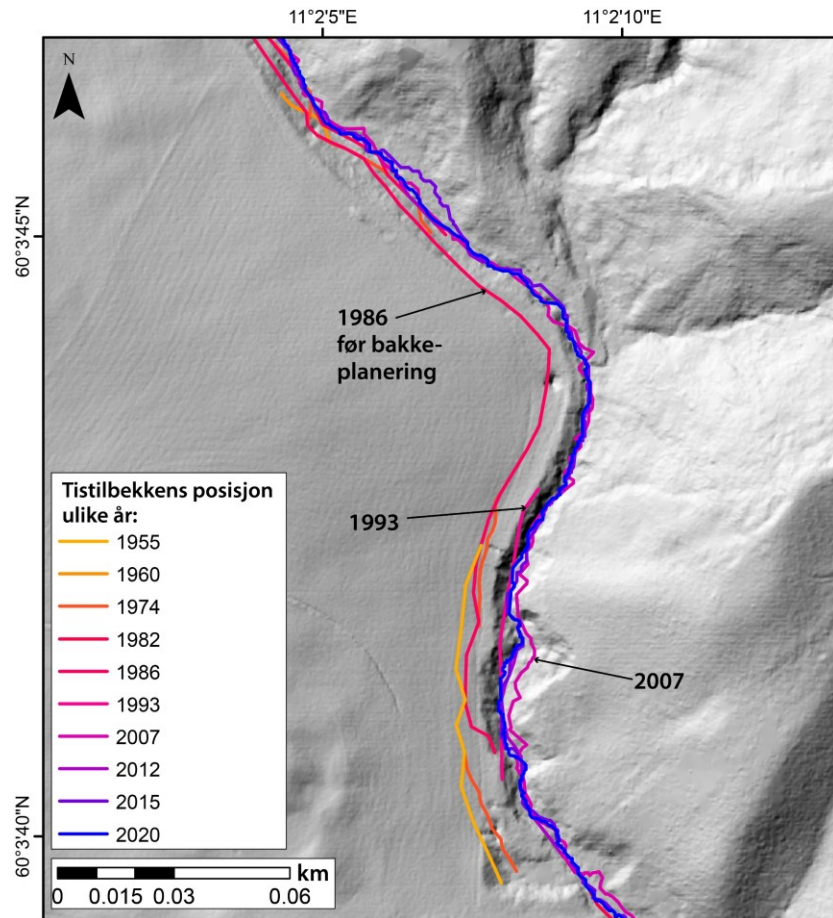 11°2'5"E
11°2'10"E
N
60°3'45"N
1986
før bakke-
planering
1993
2007
Tistilbekkens posisjon
ulike år:
1955
1960
1974
1982
1986
1993
2007
2012
2015
2020
60°3'40"N
km
0 0.015 0.03 0.06